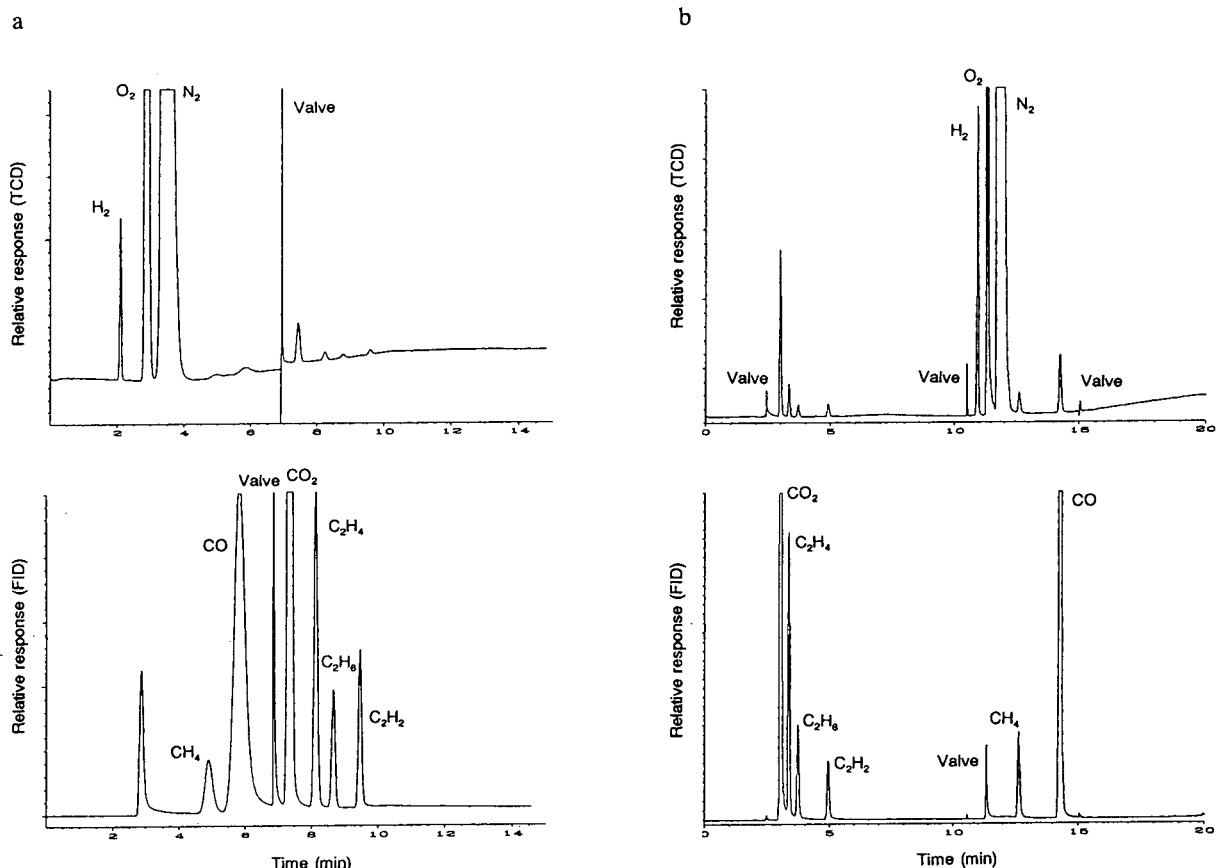 a
b
O₂
N₂
Valve
H₂
Relative response (TCD)
2
4
6
8
10
12
14
O₂
N₂
H₂
Valve
Valve
Valve
Relative response (TCD)
0
5
10
15
20
Valve
CO₂
C₂H₄
CO
C₂H₆
C₂H₂
CH₄
Relative response (FID)
2
4
6
8
10
12
14
Time (min)
CO₂
CO
C₂H₄
C₂H₆
C₂H₂
CH₄
Valve
Relative response (FID)
0
5
10
15
20
Time (min)